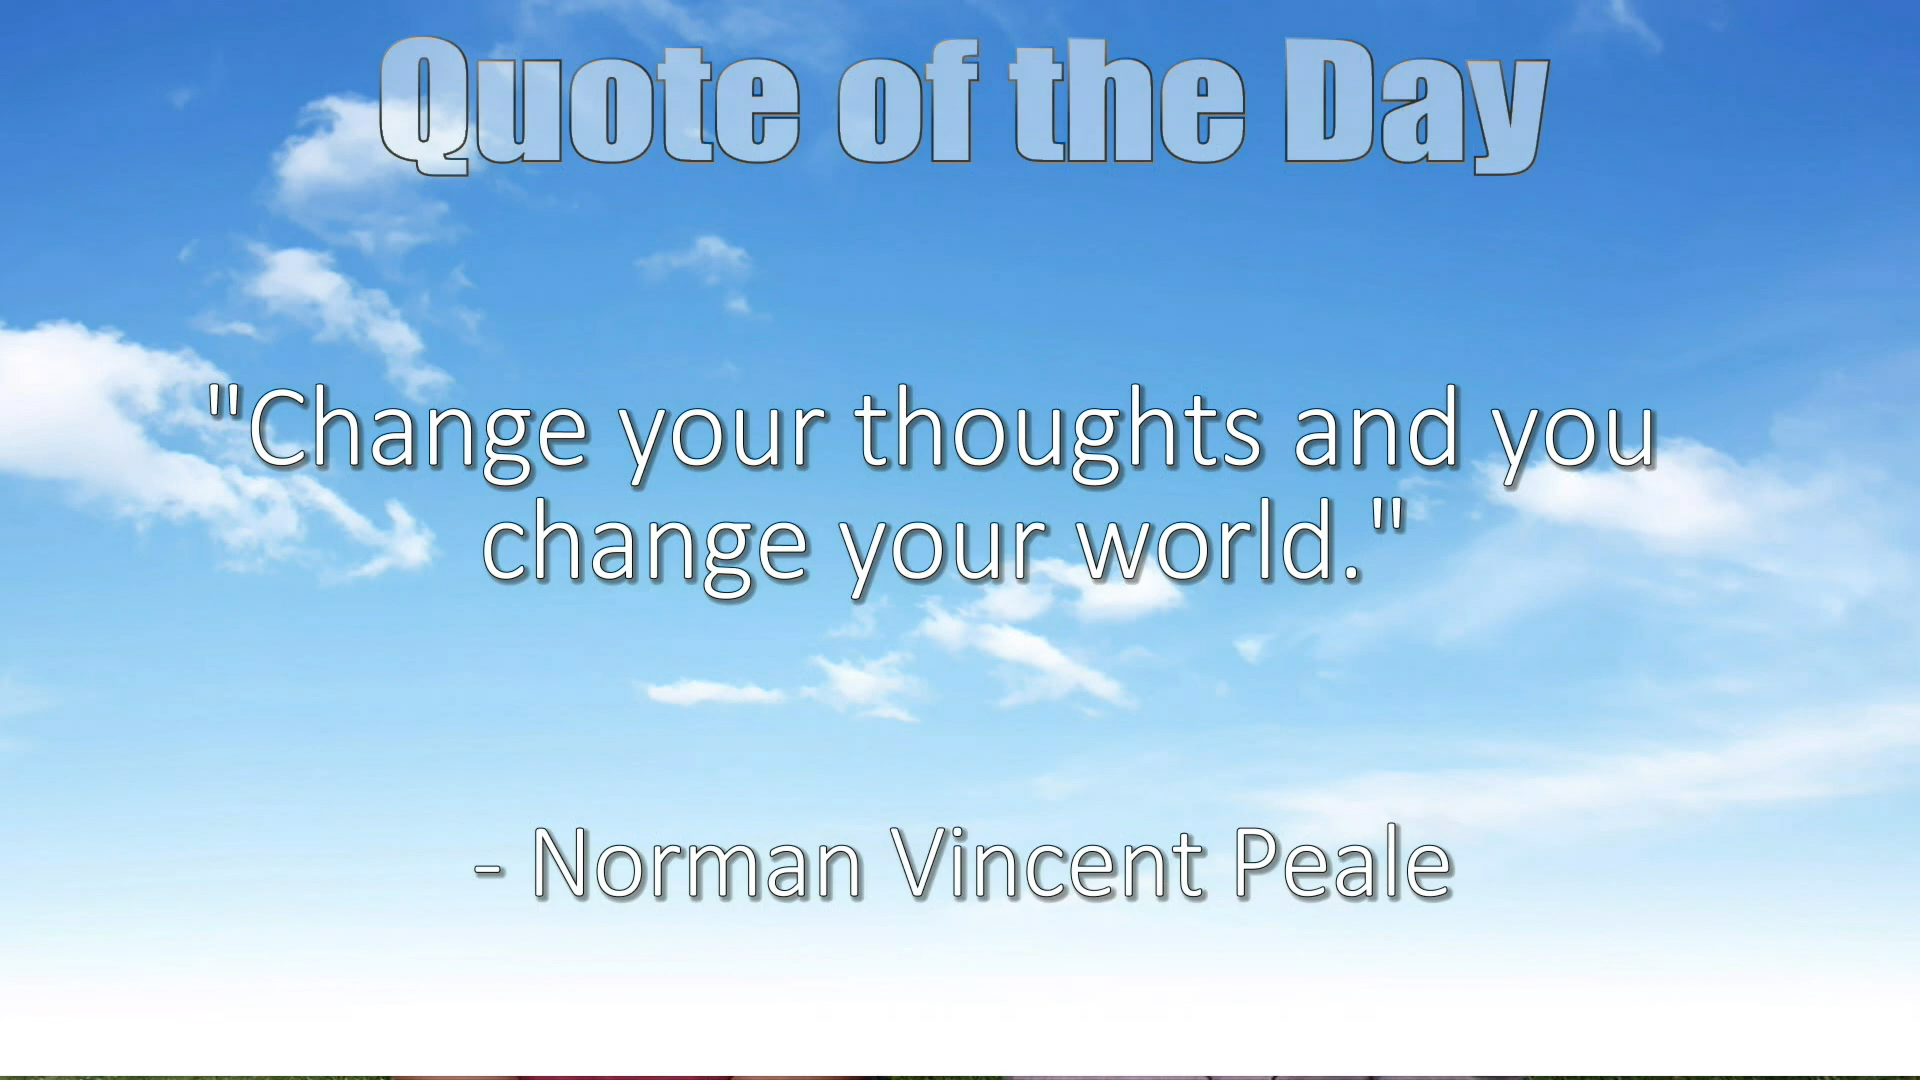 Quote of the Day
"Change your thoughts and you
change your world."
- Norman Vincent Peale